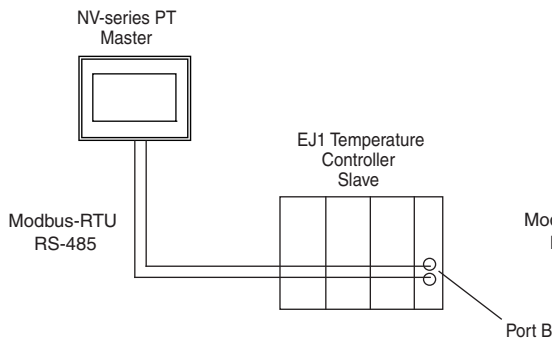 NV-series PT
Master
EJ1 Temperature
Controller
Slave
Modbus-RTU
RS-485
Port B